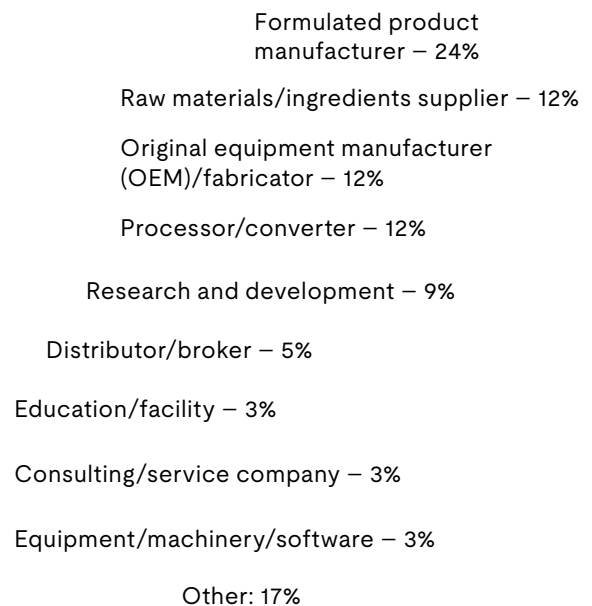 Formulated product
manufacturer – 24%
Raw materials/ingredients supplier – 12%
Original equipment manufacturer
(OEM)/fabricator – 12%
Processor/converter – 12%
Research and development – 9%
Distributor/broker – 5%
Education/facility – 3%
Consulting/service company – 3%
Equipment/machinery/software – 3%
Other: 17%